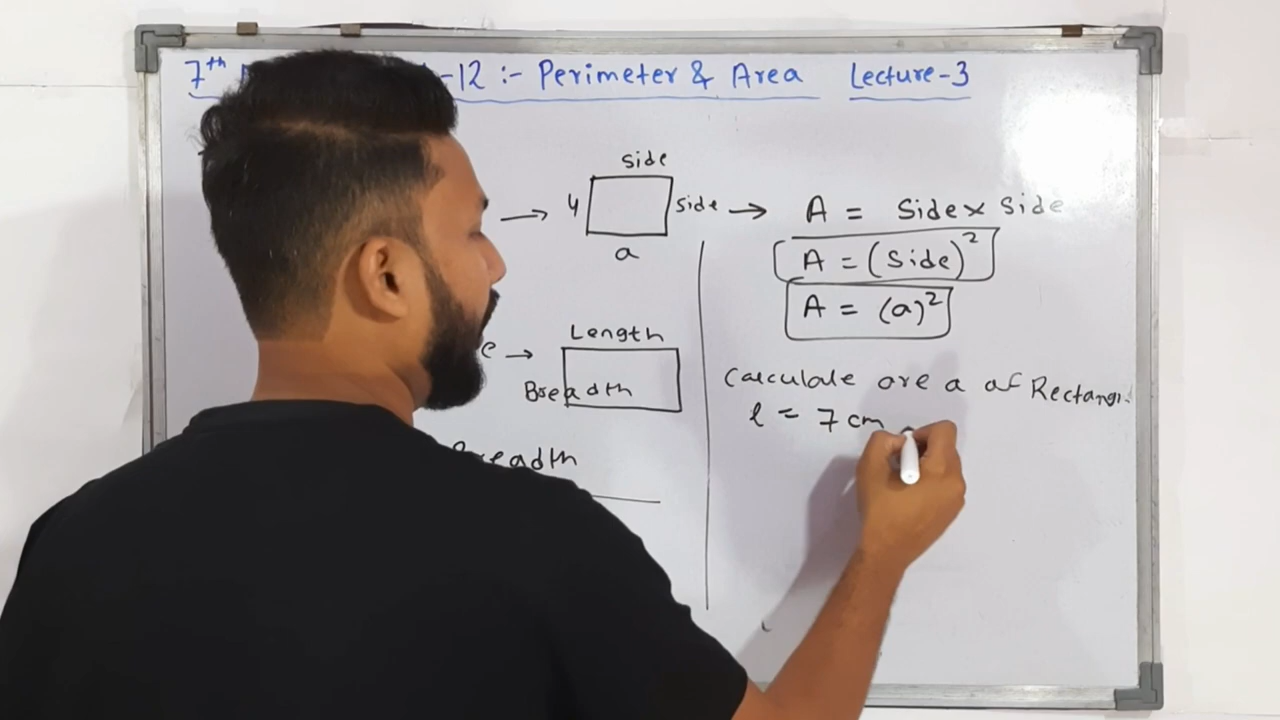 7th -12 :- Perimeter & Area Lecture-3
side
4 side → A = Side x Side
a
A = (Side)²
A = (a)²
Length
→
Breadth
Calculate area of Rectang
l = 7 cm
Breadth